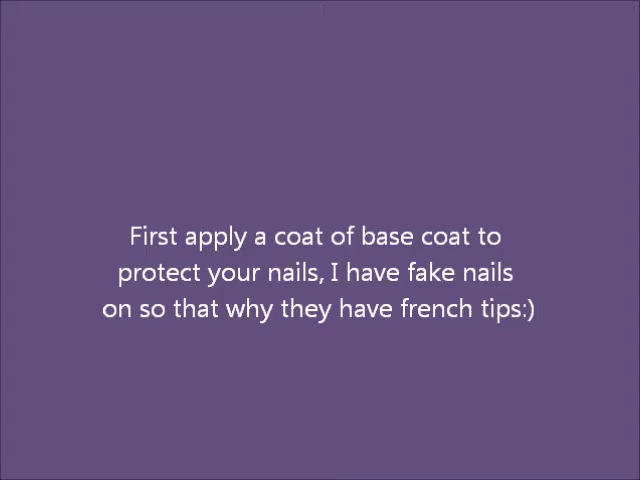 First apply a coat of base coat to
protect your nails, I have fake nails
on so that why they have french tips:)